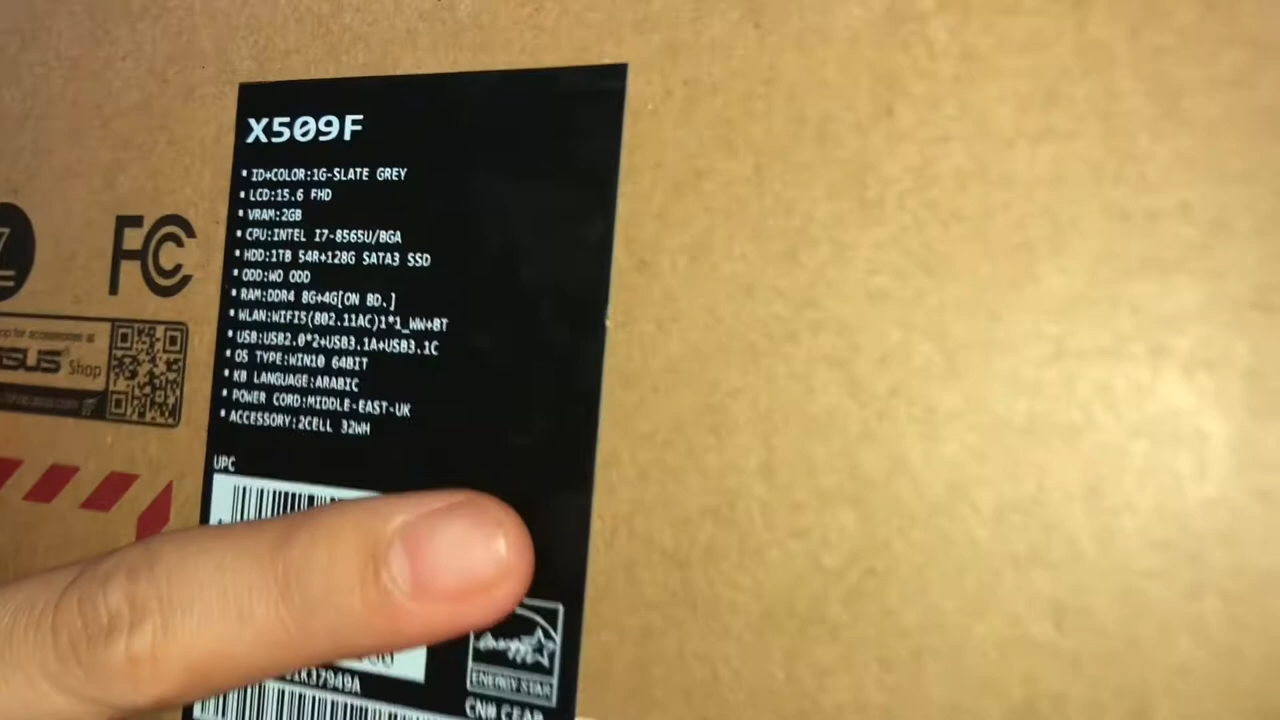 X509F
▪ ID+COLOR:1G-SLATE GREY
▪ LCD:15.6 FHD
▪ VRAM:2GB
▪ CPU:INTEL I7-8565U/BGA
▪ HDD:1TB 54R+128G SATA3 SSD
▪ ODD:WO ODD
▪ RAM:DDR4 8G+4G[ON BD.]
▪ WLAN:WIFI5(802.11AC)1*1_WW+BT
▪ USB:USB2.0*2+USB3.1A+USB3.1C
▪ OS TYPE:WIN10 64BIT
▪ KB LANGUAGE:ARABIC
▪ POWER CORD:MIDDLE-EAST-UK
▪ ACCESSORY:2CELL 32WH
UPC
7
FC
for accessories at
Shop
energy
ENERGY STAR